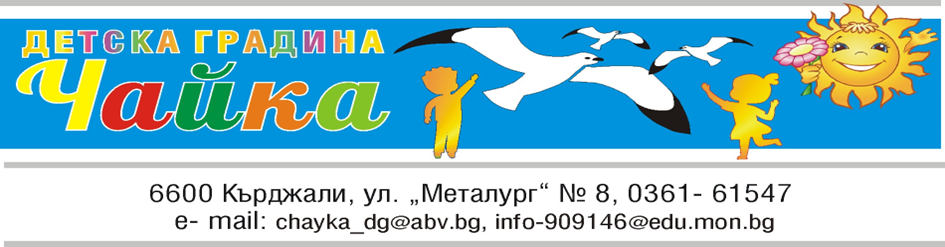 ДЕТСКА ГРАДИНА
Чайка
6600 Кърджали, ул. „Металург“ № 8, 0361- 61547
e- mail: chayka_dg@abv.bg, info-909146@edu.mon.bg